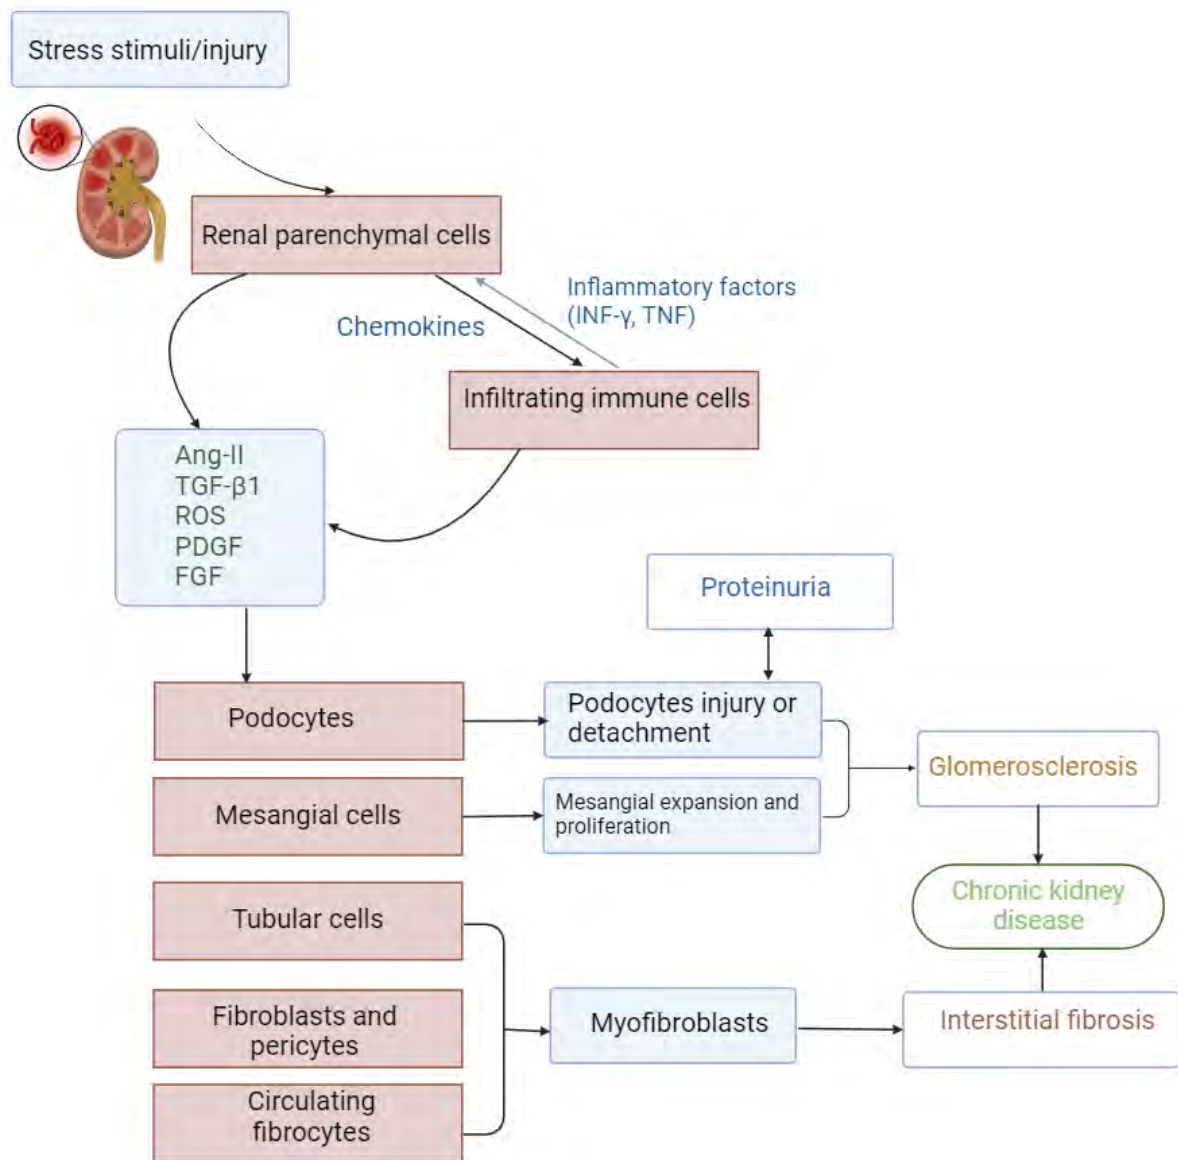 Stress stimuli/injury
Renal parenchymal cells
Inflammatory factors
(INF-γ, TNF)
Chemokines
Infiltrating immune cells
Ang-II
TGF-β1
ROS
PDGF
FGF
Proteinuria
Podocytes
Podocytes injury or
detachment
Glomerosclerosis
Mesangial cells
Mesangial expansion and
proliferation
Chronic kidney
disease
Tubular cells
Fibroblasts and
pericytes
Myofibroblasts
Interstitial fibrosis
Circulating
fibrocytes